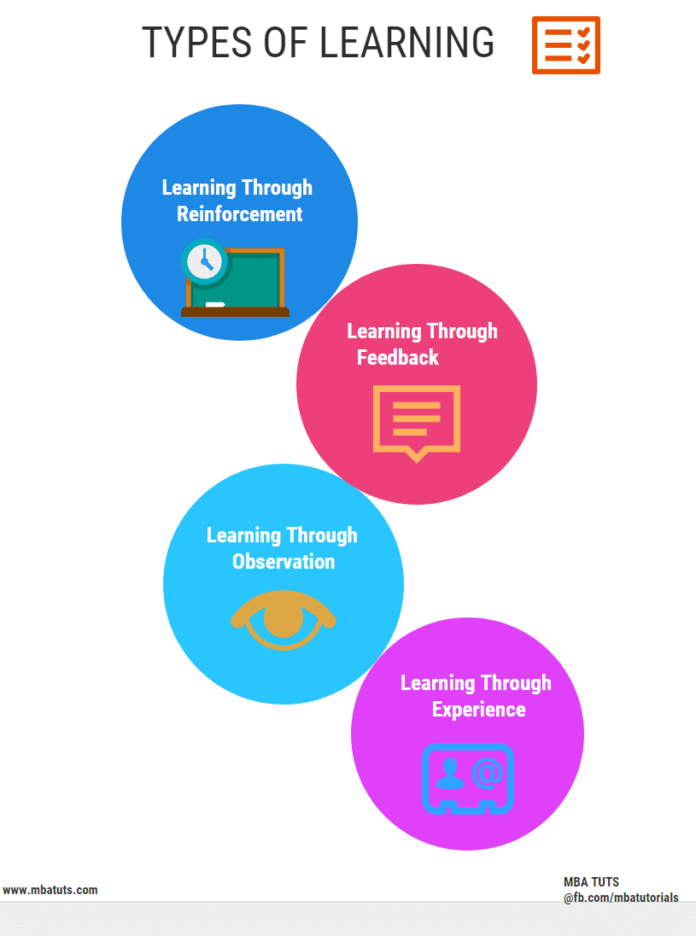 TYPES OF LEARNING
Learning Through
Reinforcement
Learning Through
Feedback
Learning Through
Observation
Learning Through
Experience
@
www.mbatuts.com
MBA TUTS
@fb.com/mbatutorials